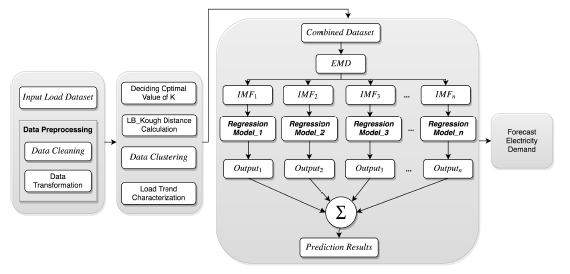 Input Load Dataset
Data Preprocessing
Data Cleaning
Data
Transformation
Deciding Optimal
Value of K
LB_Kough Distance
Calculation
Data Clustering
Load Trend
Characterization
Combined Dataset
EMD
IMF1 IMF2 IMF3 ... IMFn
Regression Model_1
Regression Model_2
Regression Model_3
...
Regression Model_n
Output1 Output2 Output3 ... Outputn
Σ
Prediction Results
Forecast
Electricity
Demand